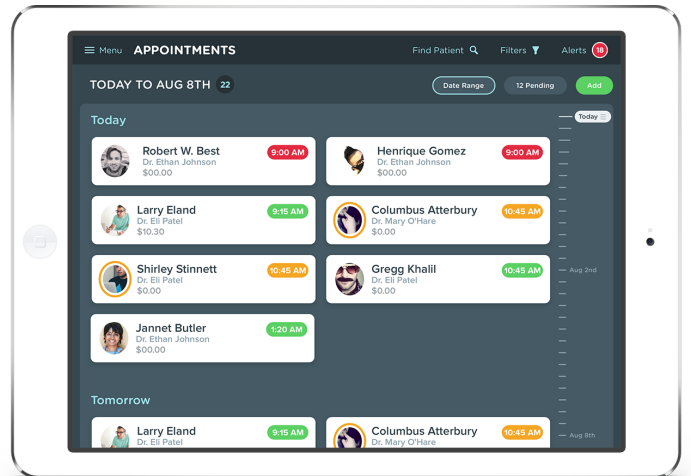 Menu APPOINTMENTS Find Patient Filters Alerts 18
TODAY TO AUG 8TH 22 Date Range 12 Pending Add
Today
Today
Robert W. Best 9:00 AM
Dr. Ethan Johnson
$00.00
Henrique Gomez 9:00 AM
Dr. Ethan Johnson
$00.00
Larry Eland 9:15 AM
Dr. Eli Patel
$10.30
Columbus Atterbury 10:45 AM
Dr. Mary O'Hare
$0.00
Shirley Stinnett 10:45 AM
Dr. Eli Patel
$0.00
Gregg Khalil 10:45 AM
Dr. Eli Patel
$0.00
Aug 2nd
Jannet Butler 1:20 AM
Dr. Ethan Johnson
$00.00
Tomorrow
Larry Eland 9:15 AM
Dr. Eli Patel
Columbus Atterbury 10:45 AM
Dr. Mary O'Hare
Aug 8th